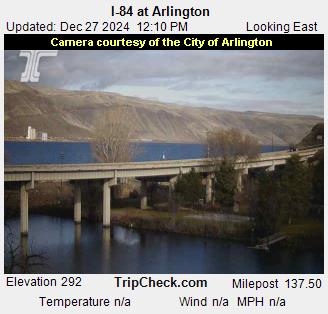 I-84 at Arlington
Updated: Dec 27 2024 12:10 PM Looking East
Camera courtesy of the City of Arlington
Elevation 292 TripCheck.com Milepost 137.50
Temperature n/a Wind n/a MPH n/a